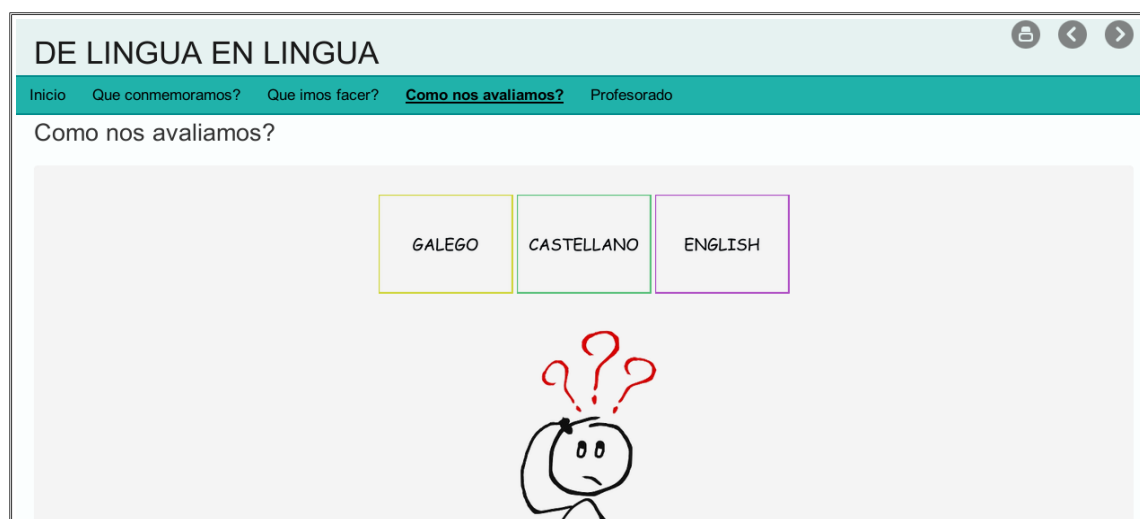 DE LINGUA EN LINGUA
Inicio Que conmemoramos? Que imos facer? Como nos avaliamos? Profesorado
Como nos avaliamos?
GALEGO CASTELLANO ENGLISH
???